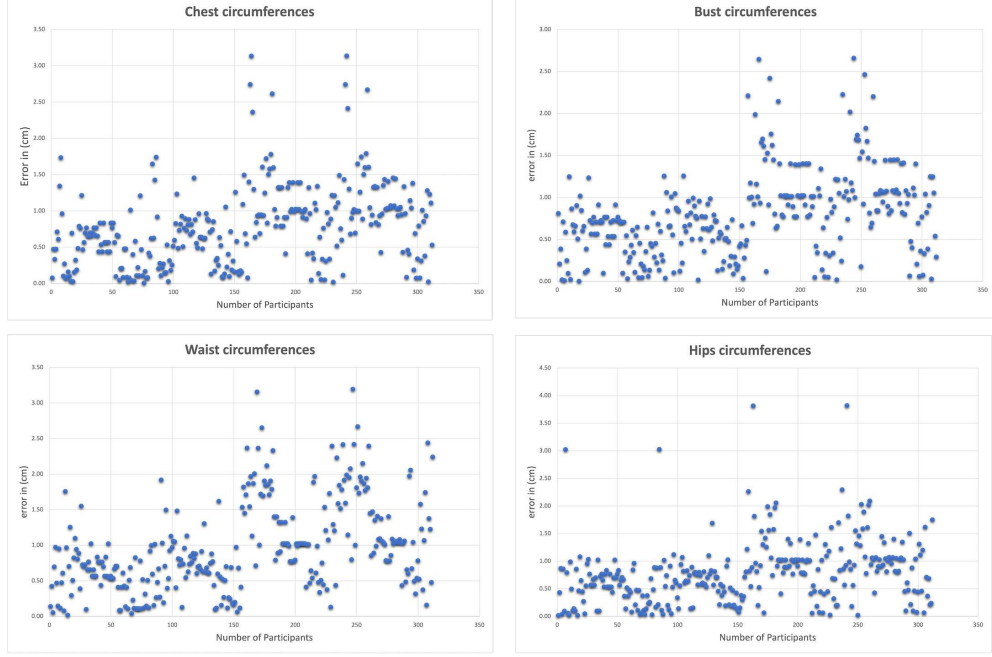 Chest circumferences
3.50
3.00
2.50
2.00
1.50
1.00
0.50
0.00
Error in (cm)
0 50 100 150 200 250 300 350
Number of Participants
Bust circumferences
3.00
2.50
2.00
1.50
1.00
0.50
0.00
error in (cm)
0 50 100 150 200 250 300 350
Number of Participants
Waist circumferences
3.50
3.00
2.50
2.00
1.50
1.00
0.50
0.00
error in (cm)
0 50 100 150 200 250 300 350
Number of Participants
Hips circumferences
4.50
4.00
3.50
3.00
2.50
2.00
1.50
1.00
0.50
0.00
error in (cm)
0 50 100 150 200 250 300 350
Number of Participants